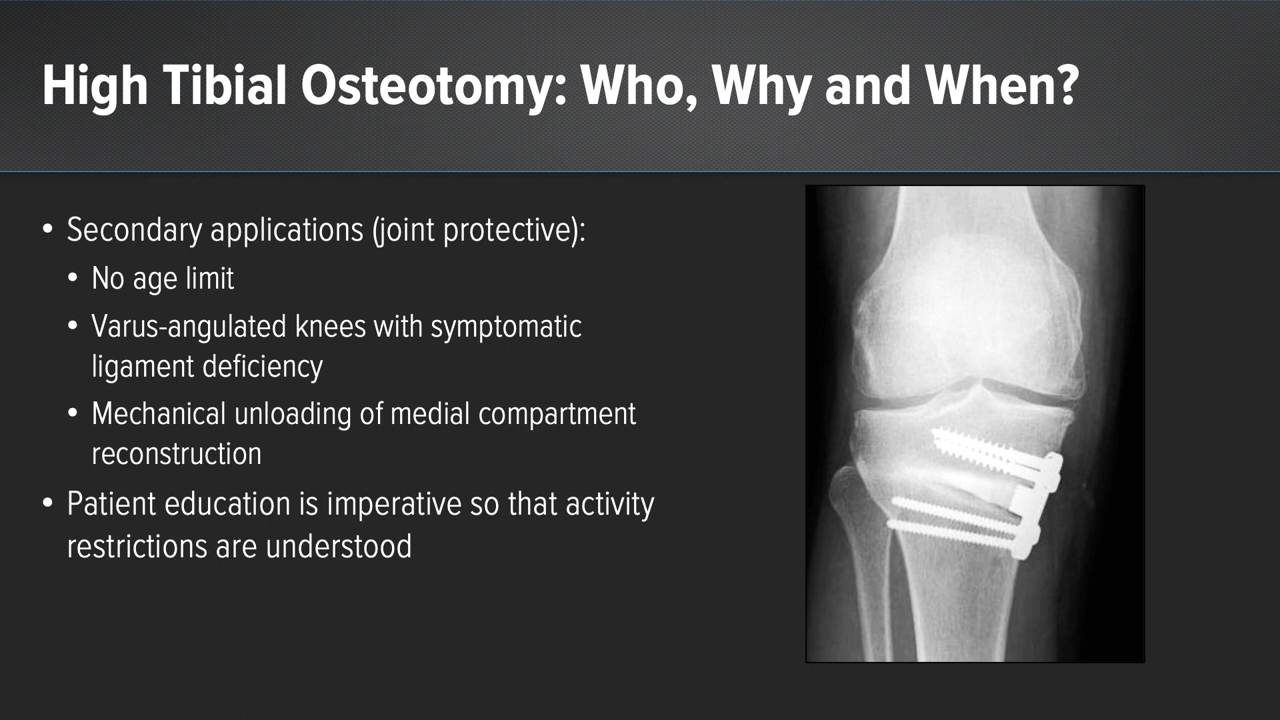 High Tibial Osteotomy: Who, Why and When?
• Secondary applications (joint protective):
• No age limit
• Varus-angulated knees with symptomatic
ligament deficiency
• Mechanical unloading of medial compartment
reconstruction
• Patient education is imperative so that activity
restrictions are understood